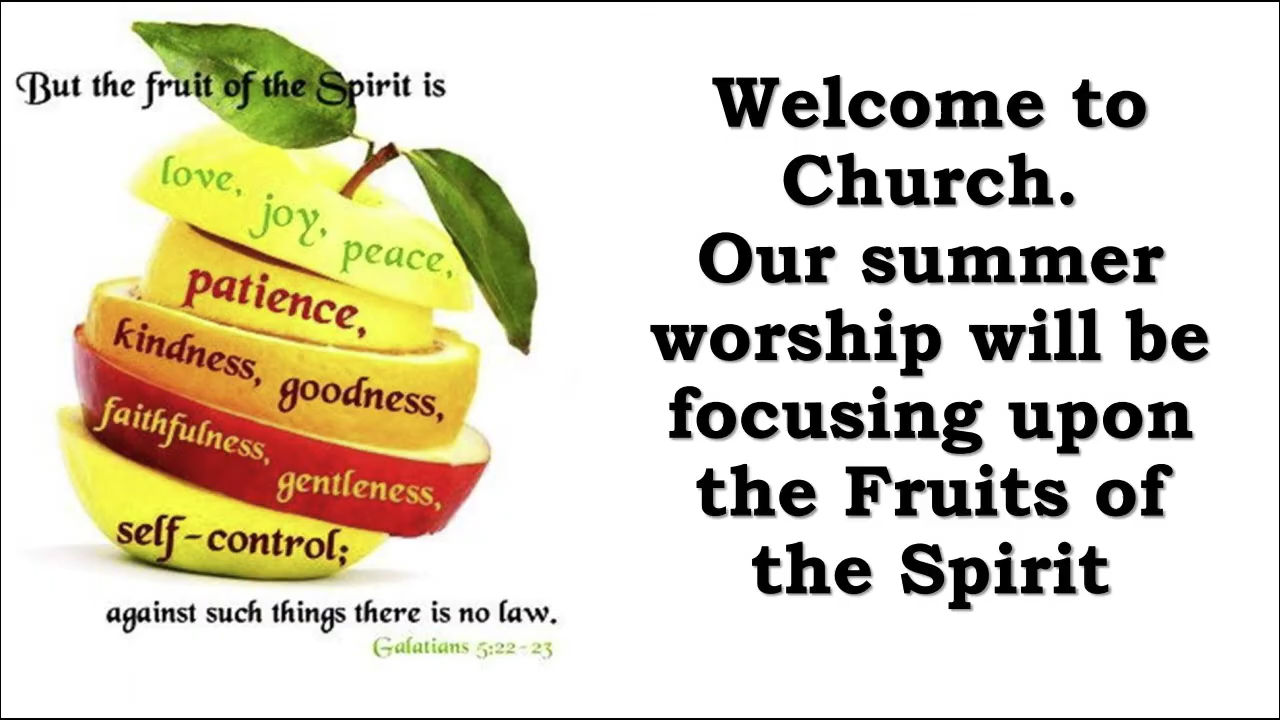 But the fruit of the Spirit is
love,
joy,
peace,
patience,
kindness, goodness,
faithfulness,
gentleness,
self-control;
against such things there is no law.
Galatians 5:22-23
Welcome to
Church.
Our summer
worship will be
focusing upon
the Fruits of
the Spirit